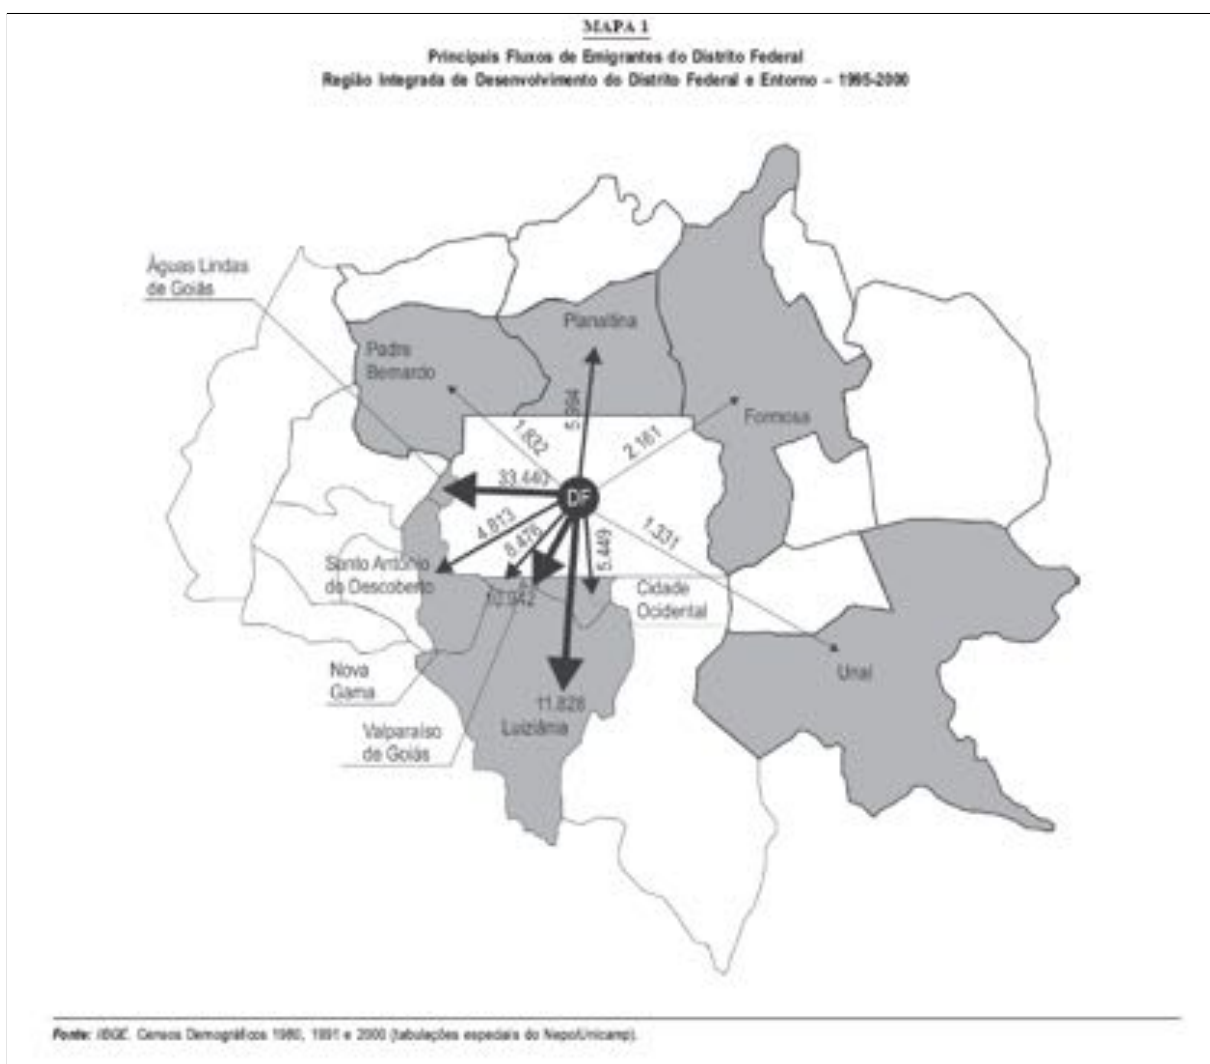 MAPA 1
Principais Fluxos de Emigrantes do Distrito Federal
Região Integrada de Desenvolvimento do Distrito Federal e Entorno – 1995-2000
Águas Lindas
de Goiás
Planaltina
Padre
Bernardo
5.994
Formosa
1.832
2.161
33.440
DF
4.813
8.476
5.449
1.331
Santo Antônio
do Descoberto
10.942
Cidade
Ocidental
Nova
Gama
Unaí
11.828
Luiziâna
Valparaíso
de Goiás
Fonte: IBGE. Censos Demográficos 1980, 1991 e 2000 (tabulações especiais do Nepo/Unicamp).